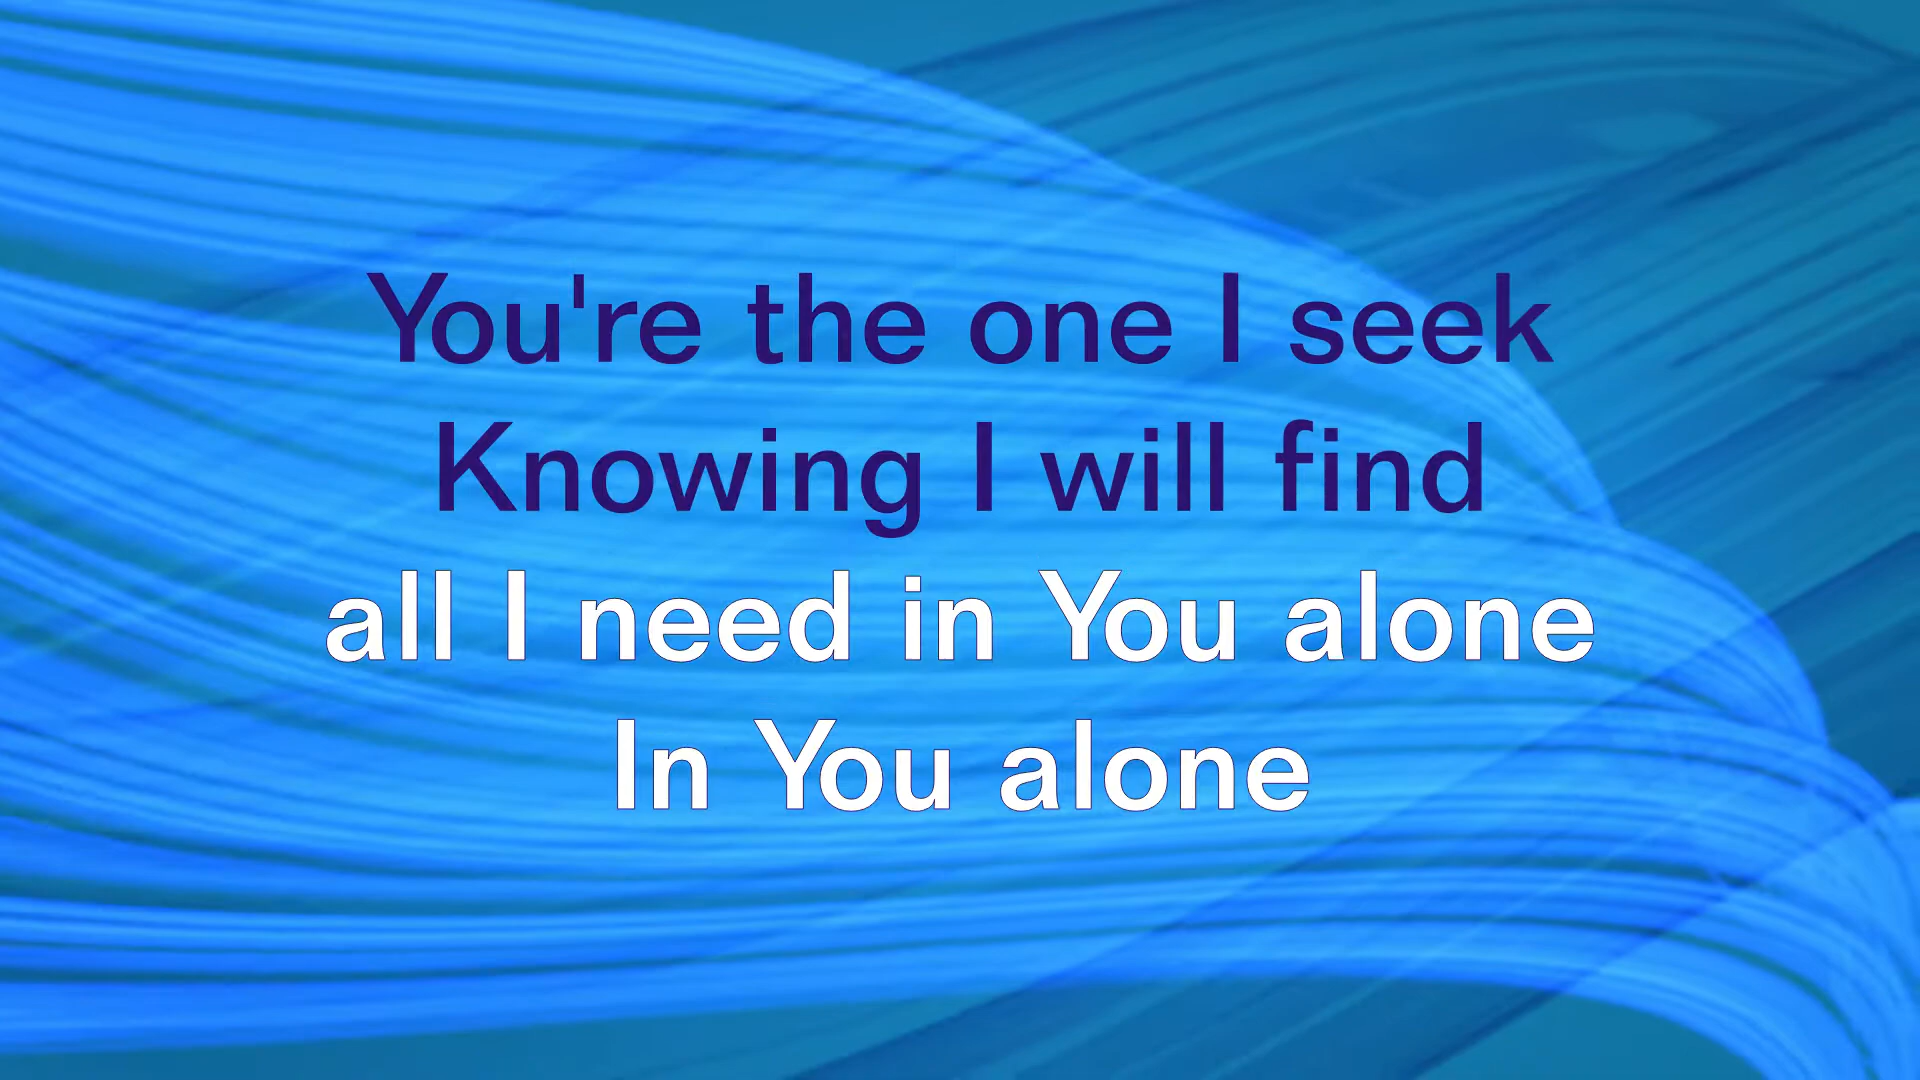 You're the one I seek
Knowing I will find
all I need in You alone
In You alone